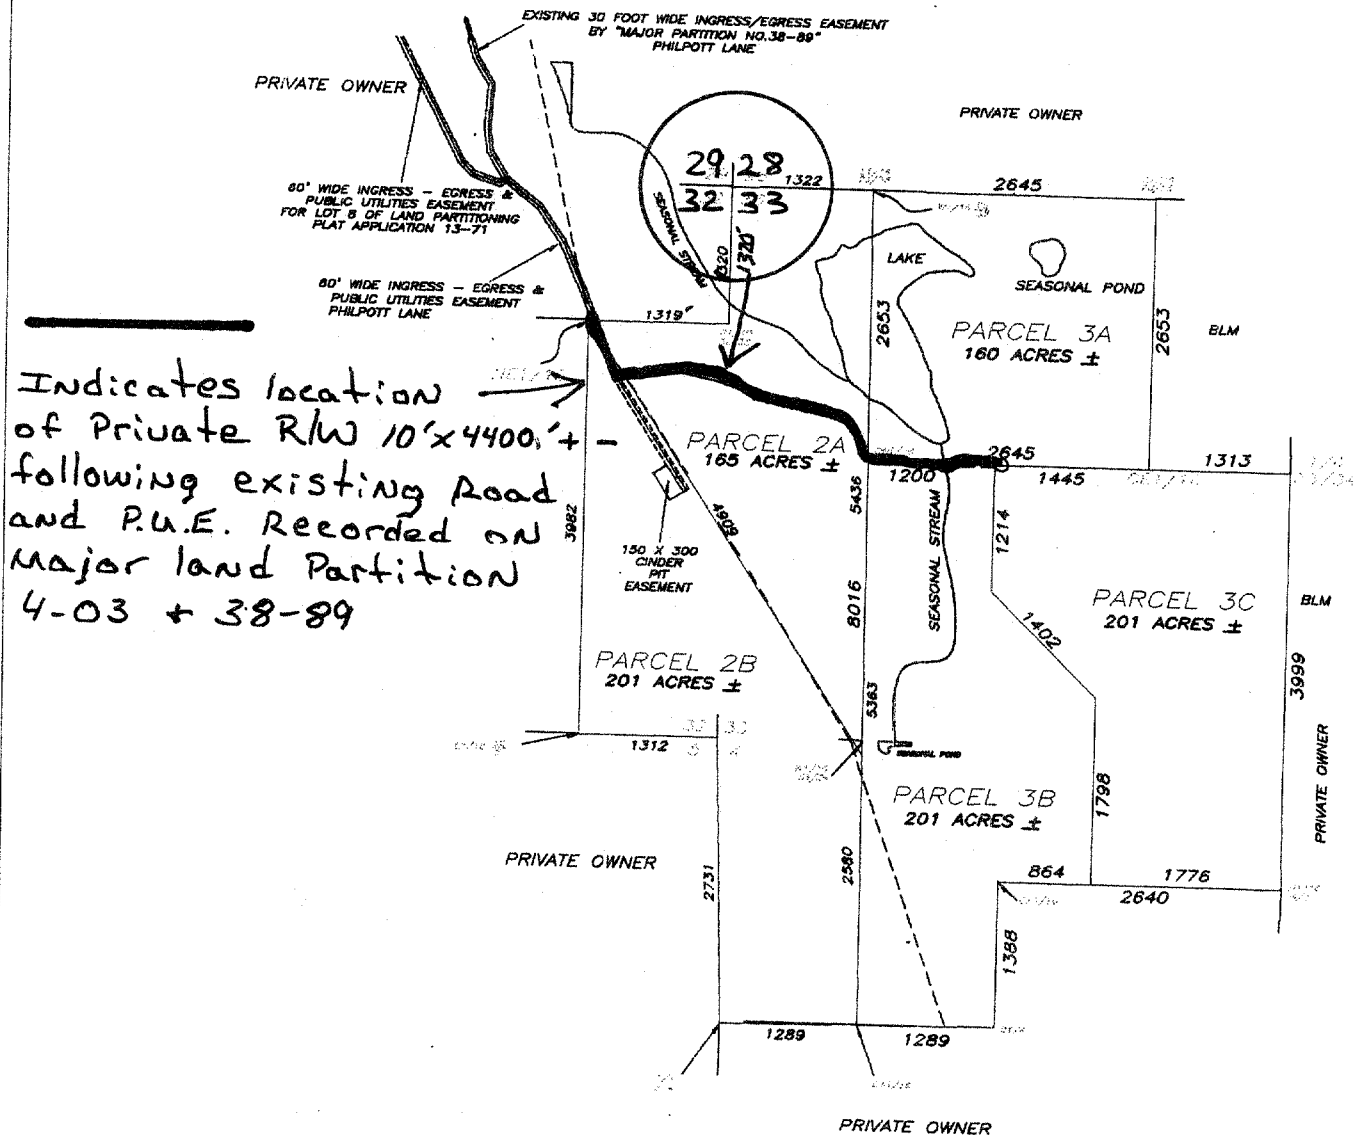 EXISTING 30 FOOT WIDE INGRESS/EGRESS EASEMENT
BY "MAJOR PARTITION NO.38-89"
PHILPOTT LANE
PRIVATE OWNER
PRIVATE OWNER
60' WIDE INGRESS - EGRESS &
PUBLIC UTILITIES EASEMENT
FOR LOT 8 OF LAND PARTITIONING
PLAT APPLICATION 13-71
29 28
32 33
1322
2645
SEASONAL STREAM
1320
1320'
LAKE
SEASONAL POND
60' WIDE INGRESS - EGRESS &
PUBLIC UTILITIES EASEMENT
PHILPOTT LANE
1319'
2653
PARCEL 3A
160 ACRES ±
2653
BLM
Indicates location
of Private R/W 10'x4400,'+-
following existing Road
and P.U.E. Recorded on
Major land Partition
4-03 + 38-89
PARCEL 2A
165 ACRES ±
1200
2645
1445
1313
5436
3982
4909
150 X 300
CINDER
PIT
EASEMENT
SEASONAL STREAM
1214
8016
1402
PARCEL 3C
201 ACRES ±
BLM
PARCEL 2B
201 ACRES ±
5363
3999
1312
SEASONAL POND
PARCEL 3B
201 ACRES ±
1798
PRIVATE OWNER
PRIVATE OWNER
2731
2580
864
1776
2640
1388
1289
1289
PRIVATE OWNER